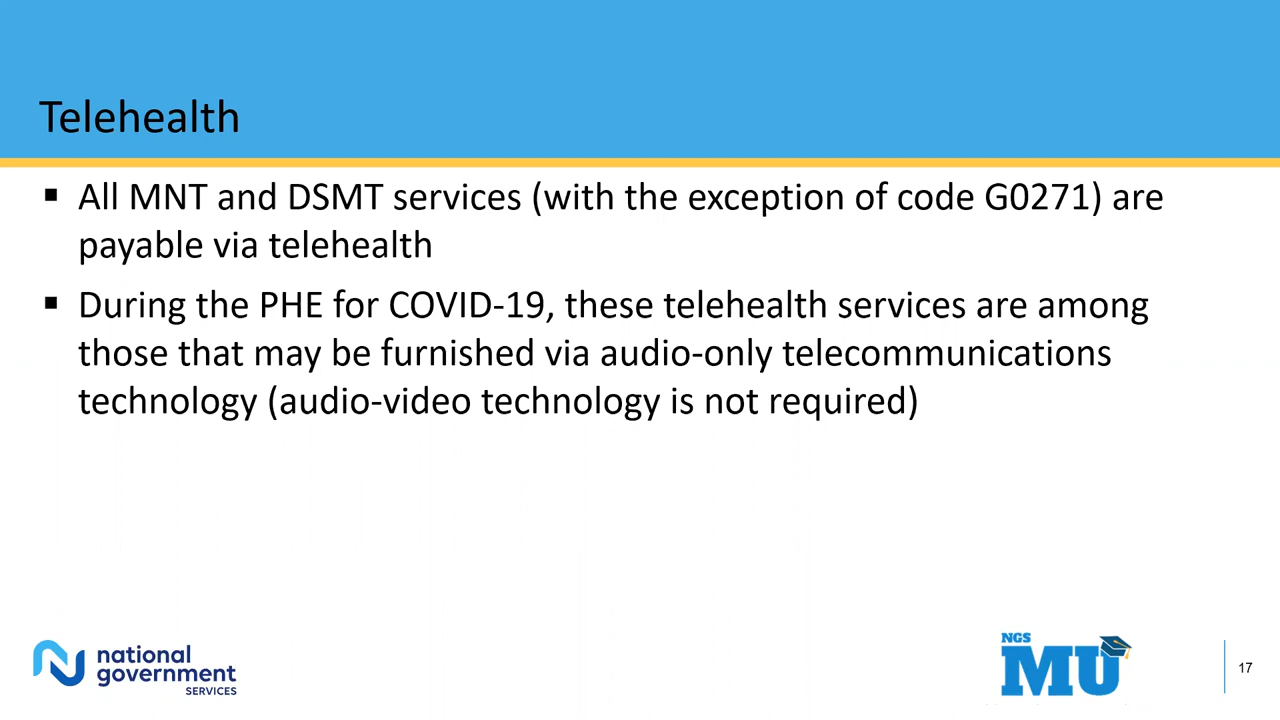 Telehealth
▪ All MNT and DSMT services (with the exception of code G0271) are
payable via telehealth
▪ During the PHE for COVID-19, these telehealth services are among
those that may be furnished via audio-only telecommunications
technology (audio-video technology is not required)
national
government
SERVICES
NGS
MU
17